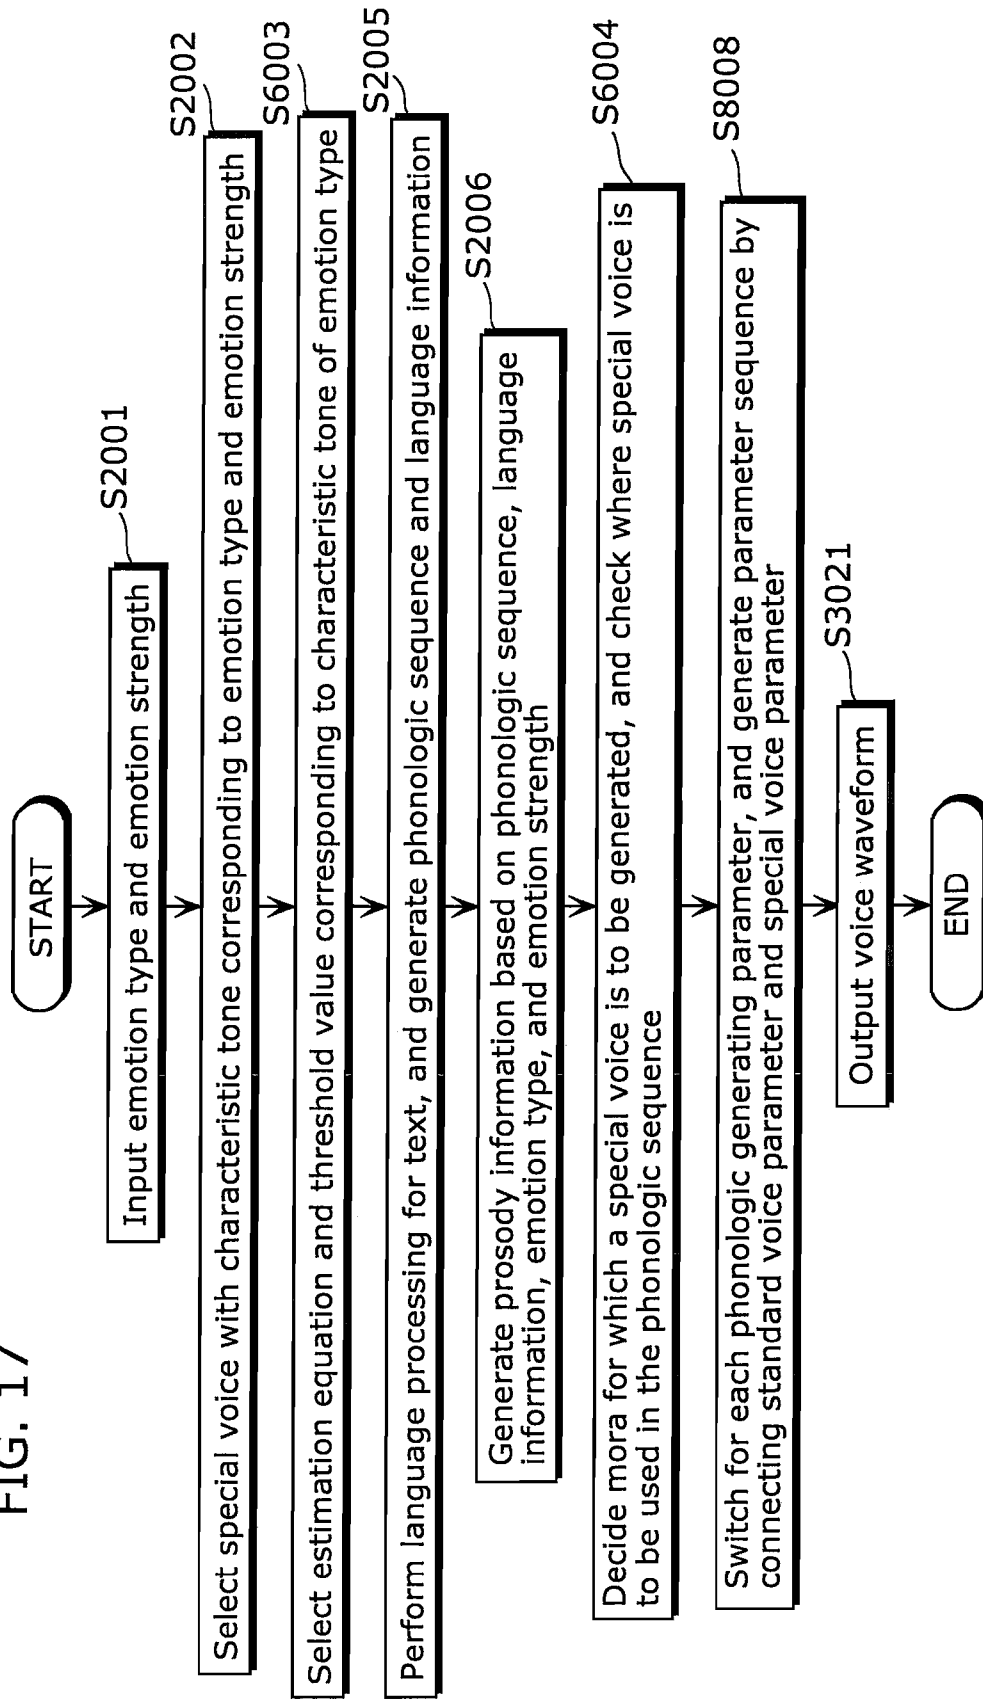 FIG. 17
START
Input emotion type and emotion strength
S2001
Select special voice with characteristic tone corresponding to emotion type and emotion strength
S2002
Select estimation equation and threshold value corresponding to characteristic tone of emotion type
S6003
Perform language processing for text, and generate phonologic sequence and language information
S2005
Generate prosody information based on phonologic sequence, language
information, emotion type, and emotion strength
S2006
Decide mora for which a special voice is to be generated, and check where special voice is
to be used in the phonologic sequence
S6004
Switch for each phonologic generating parameter, and generate parameter sequence by
connecting standard voice parameter and special voice parameter
S8008
Output voice waveform
S3021
END